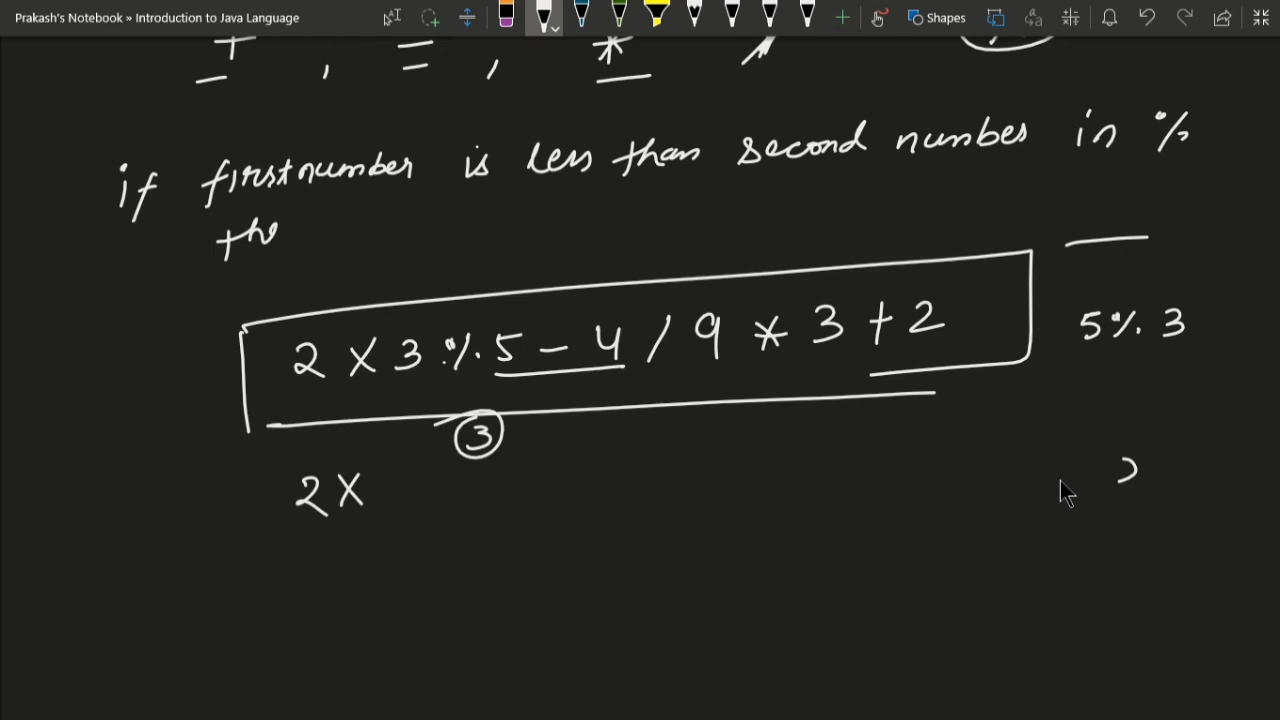 Prakash's Notebook » Introduction to Java Language
Shapes
+ , = , *
if firstnumber is less than second number in %
the
2 X 3 % 5 - 4 / 9 * 3 + 2
5 % 3
3
2 X